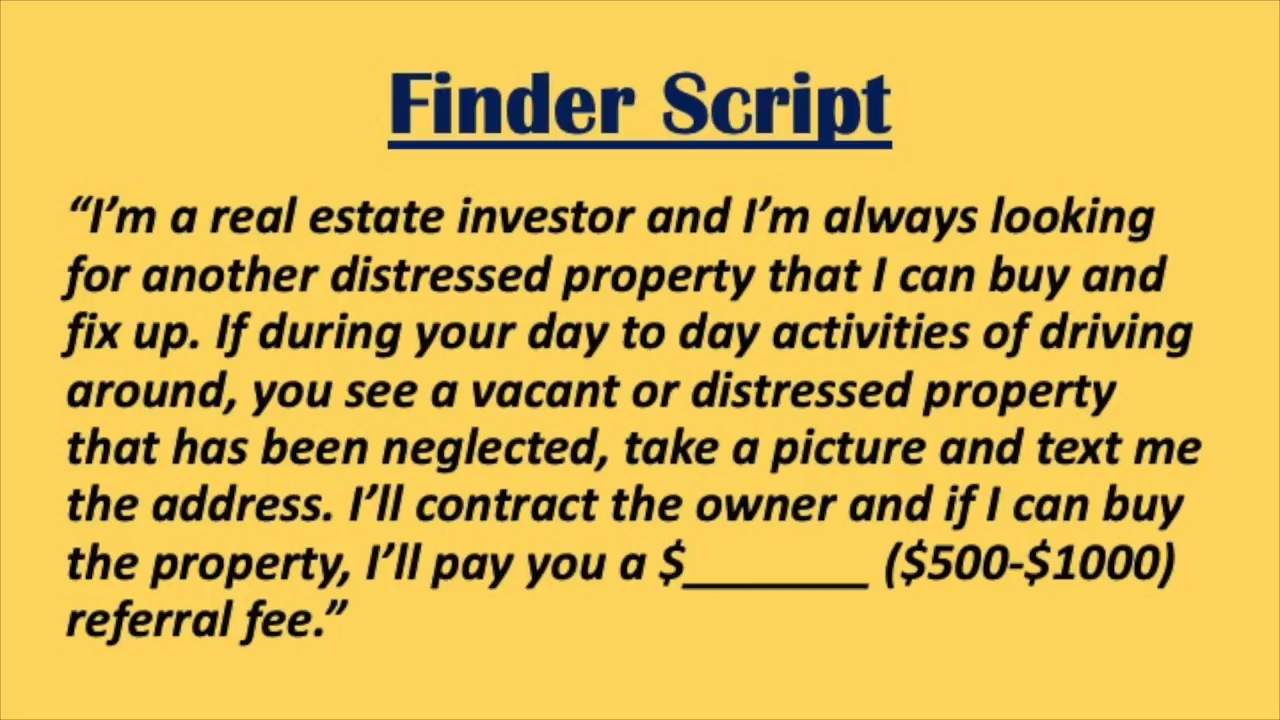 Finder Script
“I’m a real estate investor and I’m always looking
for another distressed property that I can buy and
fix up. If during your day to day activities of driving
around, you see a vacant or distressed property
that has been neglected, take a picture and text me
the address. I’ll contract the owner and if I can buy
the property, I’ll pay you a $_______ ($500-$1000)
referral fee.”